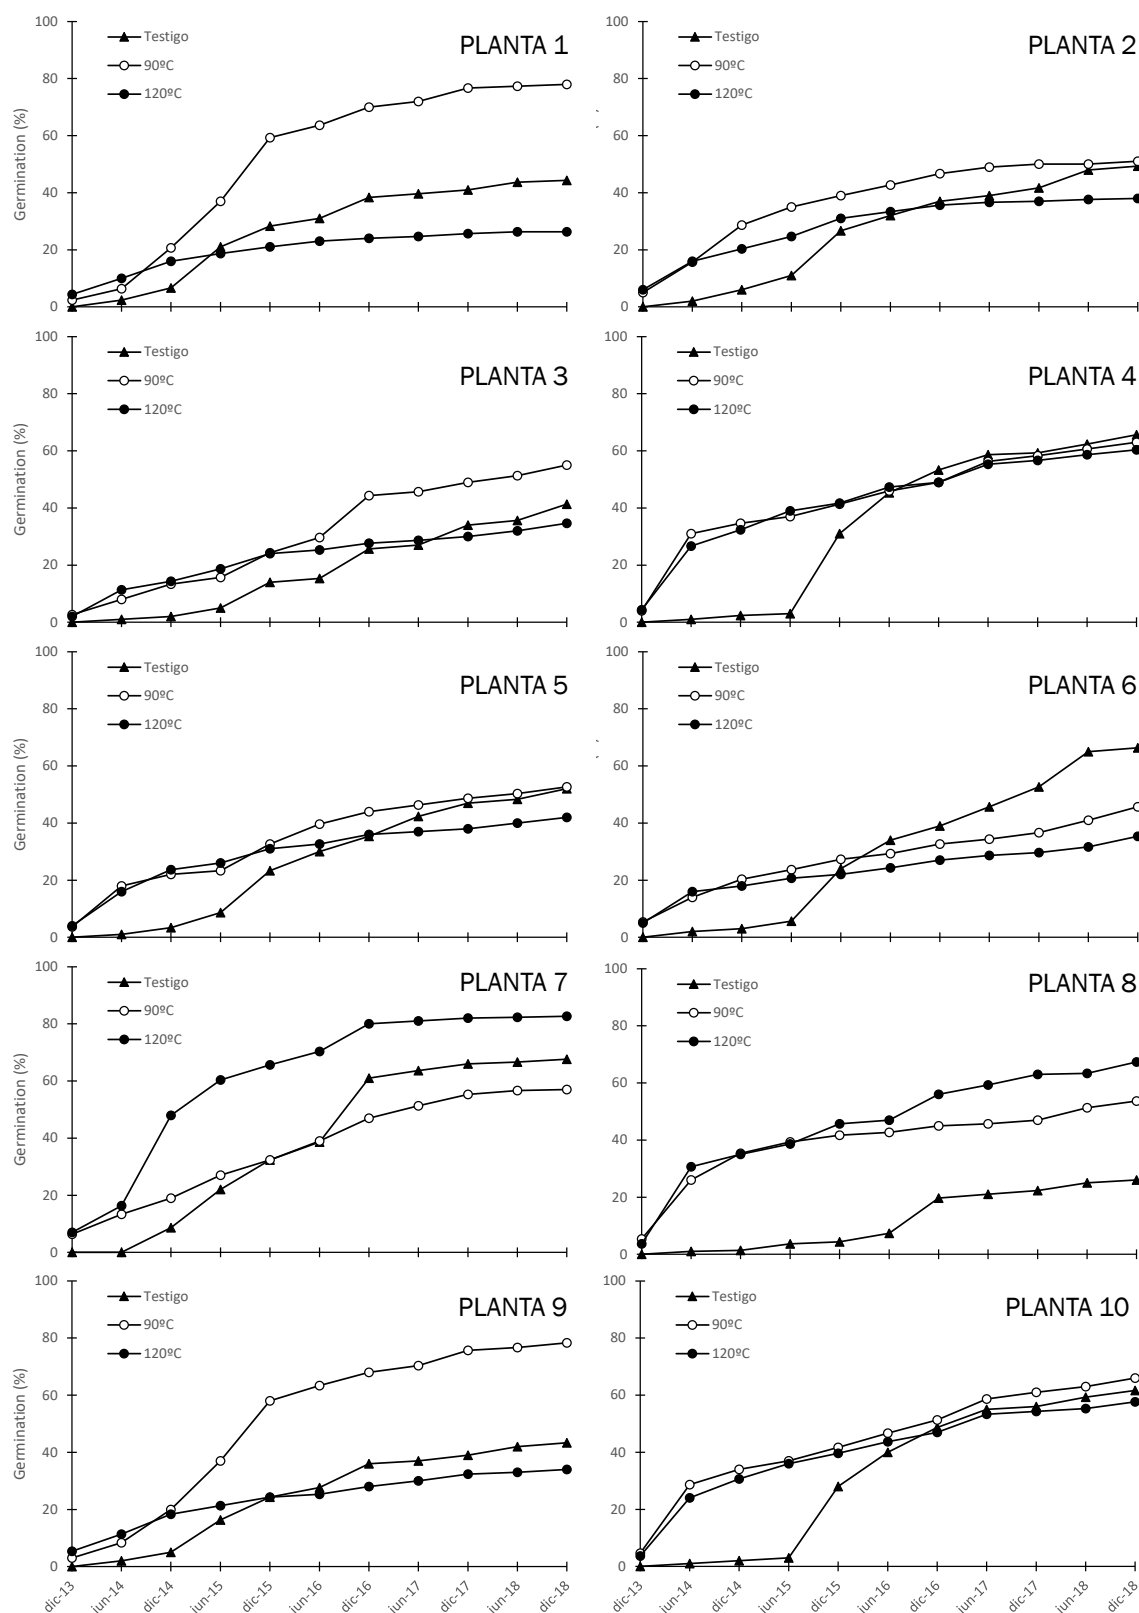 Germination (%)
100
80
60
40
20
0
Testigo
90ºC
120ºC
PLANTA 1
100
80
60
40
20
0
Testigo
90ºC
120ºC
PLANTA 2
Germination (%)
100
80
60
40
20
0
Testigo
90ºC
120ºC
PLANTA 3
100
80
60
40
20
0
Testigo
90ºC
120ºC
PLANTA 4
Germination (%)
100
80
60
40
20
0
Testigo
90ºC
120ºC
PLANTA 5
100
80
60
40
20
0
Testigo
90ºC
120ºC
PLANTA 6
Germination (%)
100
80
60
40
20
0
Testigo
90ºC
120ºC
PLANTA 7
100
80
60
40
20
0
Testigo
90ºC
120ºC
PLANTA 8
Germination (%)
100
80
60
40
20
0
Testigo
90ºC
120ºC
PLANTA 9
dic-13
jun-14
dic-14
jun-15
dic-15
jun-16
dic-16
jun-17
dic-17
jun-18
dic-18
100
80
60
40
20
0
Testigo
90ºC
120ºC
PLANTA 10
dic-13
jun-14
dic-14
jun-15
dic-15
jun-16
dic-16
jun-17
dic-17
jun-18
dic-18